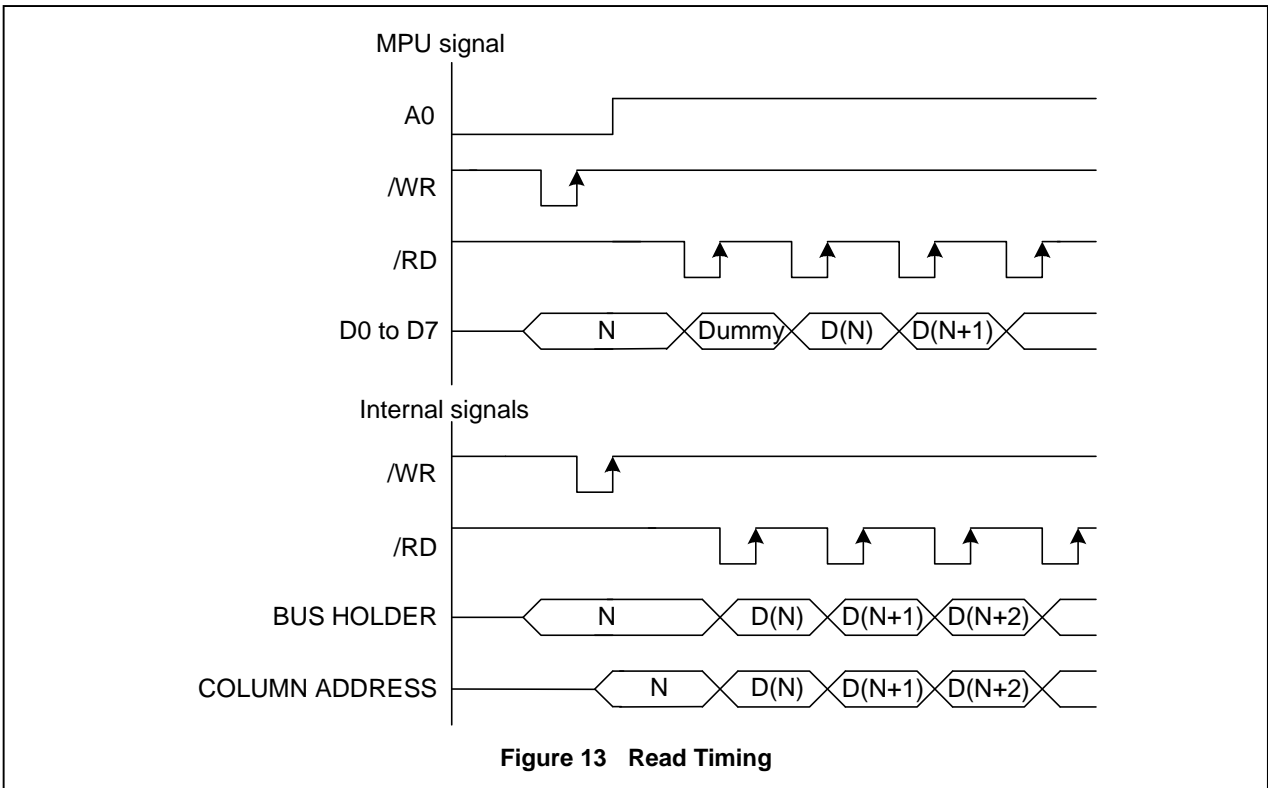 MPU signal
A0
/WR
/RD
D0 to D7 N Dummy D(N) D(N+1)
Internal signals
/WR
/RD
BUS HOLDER N D(N) D(N+1) D(N+2)
COLUMN ADDRESS N D(N) D(N+1) D(N+2)
Figure 13 Read Timing